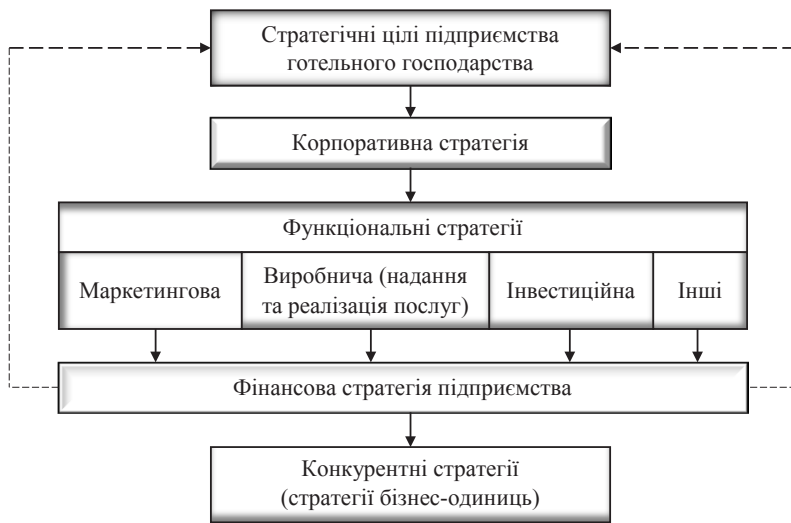 Стратегічні цілі підприємства
готельного господарства
Корпоративна стратегія
Функціональні стратегії
Маркетингова
Виробнича (надання
та реалізація послуг)
Інвестиційна
Інші
Фінансова стратегія підприємства
Конкурентні стратегії
(стратегії бізнес-одиниць)